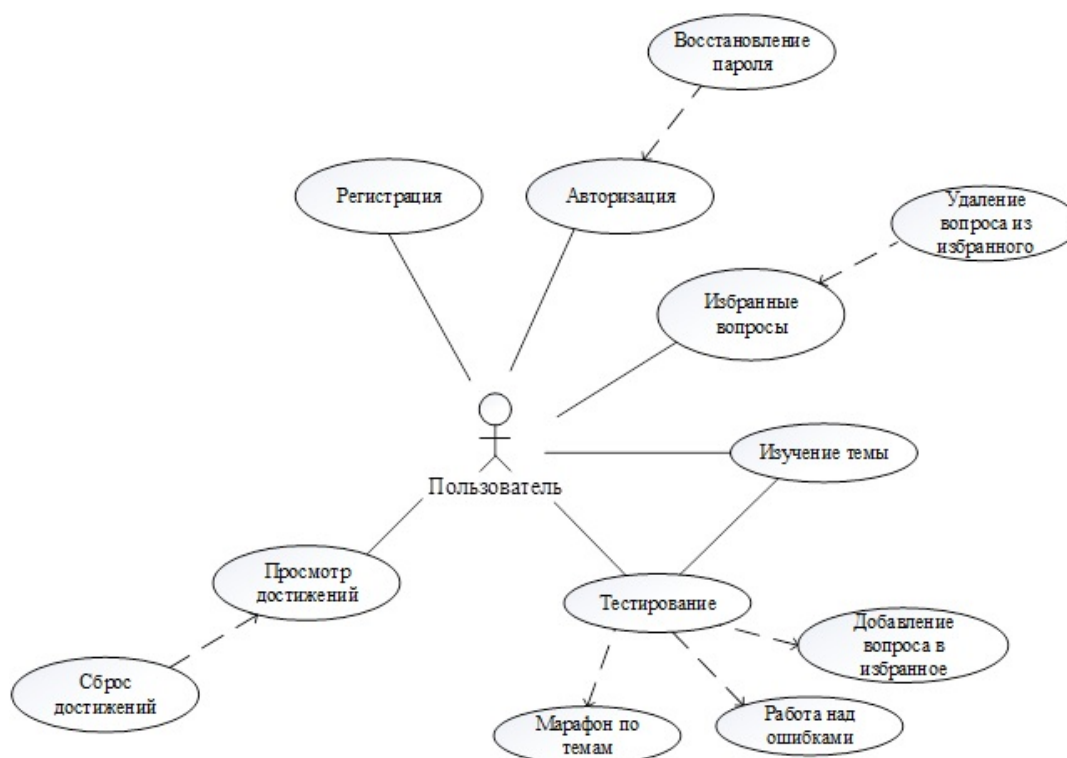 Восстановление
пароля
Регистрация
Авторизация
Удаление
вопроса из
избранного
Избранные
вопросы
Изучение темы
Пользователь
Просмотр
достижений
Тестирование
Добавление
вопроса в
избранное
Сброс
достижений
Марафон по
темам
Работа над
ошибками